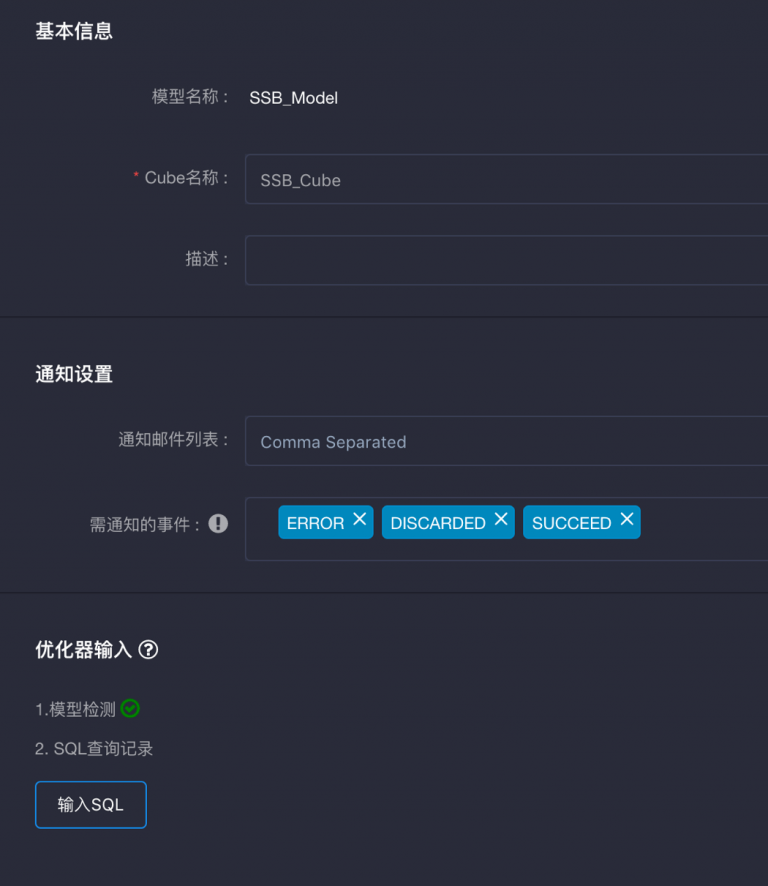 基本信息
模型名称： SSB_Model
* Cube名称： SSB_Cube
描述：
通知设置
通知邮件列表： Comma Separated
需通知的事件： ERROR DISCARDED SUCCEED
优化器输入
1.模型检测
2. SQL查询记录
输入SQL